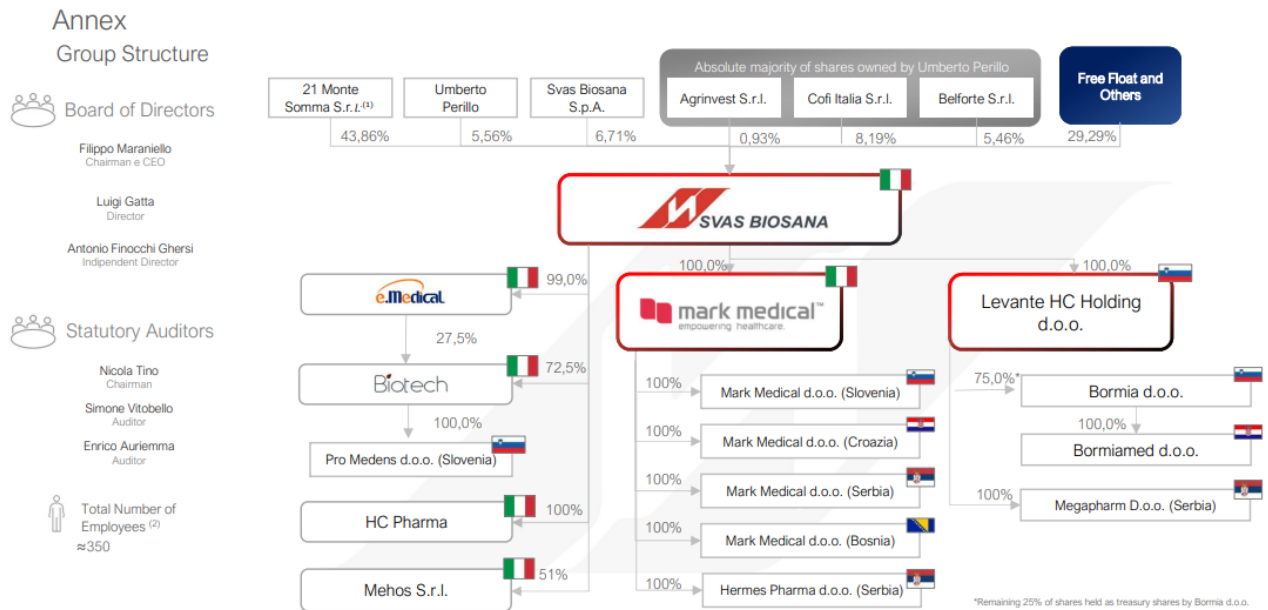 Annex
Group Structure
Board of Directors
Filippo Maraniello
Chairman e CEO
Luigi Gatta
Director
Antonio Finocchi Ghersi
Indipendent Director
Statutory Auditors
Nicola Tino
Chairman
Simone Vitobello
Auditor
Enrico Auriemma
Auditor
Total Number of
Employees (2)
≈350
21 Monte
Somma S.r.l.(1)
43,86%
Umberto
Perillo
5,56%
Svas Biosana
S.p.A.
6,71%
Absolute majority of shares owned by Umberto Perillo
Agrinvest S.r.l.
0,93%
Cofi Italia S.r.l.
8,19%
Belforte S.r.l.
5,46%
Free Float and
Others
29,29%
SVAS BIOSANA
99,0%
e.Medical
27,5%
72,5%
Biotech
100,0%
Pro Medens d.o.o. (Slovenia)
100%
HC Pharma
51%
Mehos S.r.l.
100,0%
mark medical™
empowering healthcare.
100%
Mark Medical d.o.o. (Slovenia)
100%
Mark Medical d.o.o. (Croazia)
100%
Mark Medical d.o.o. (Serbia)
100%
Mark Medical d.o.o. (Bosnia)
100%
Hermes Pharma d.o.o. (Serbia)
100,0%
Levante HC Holding
d.o.o.
75,0%*
Bormia d.o.o.
100,0%
Bormiamed d.o.o.
100%
Megapharm D.o.o. (Serbia)
*Remaining 25% of shares held as treasury shares by Bormia d.o.o.